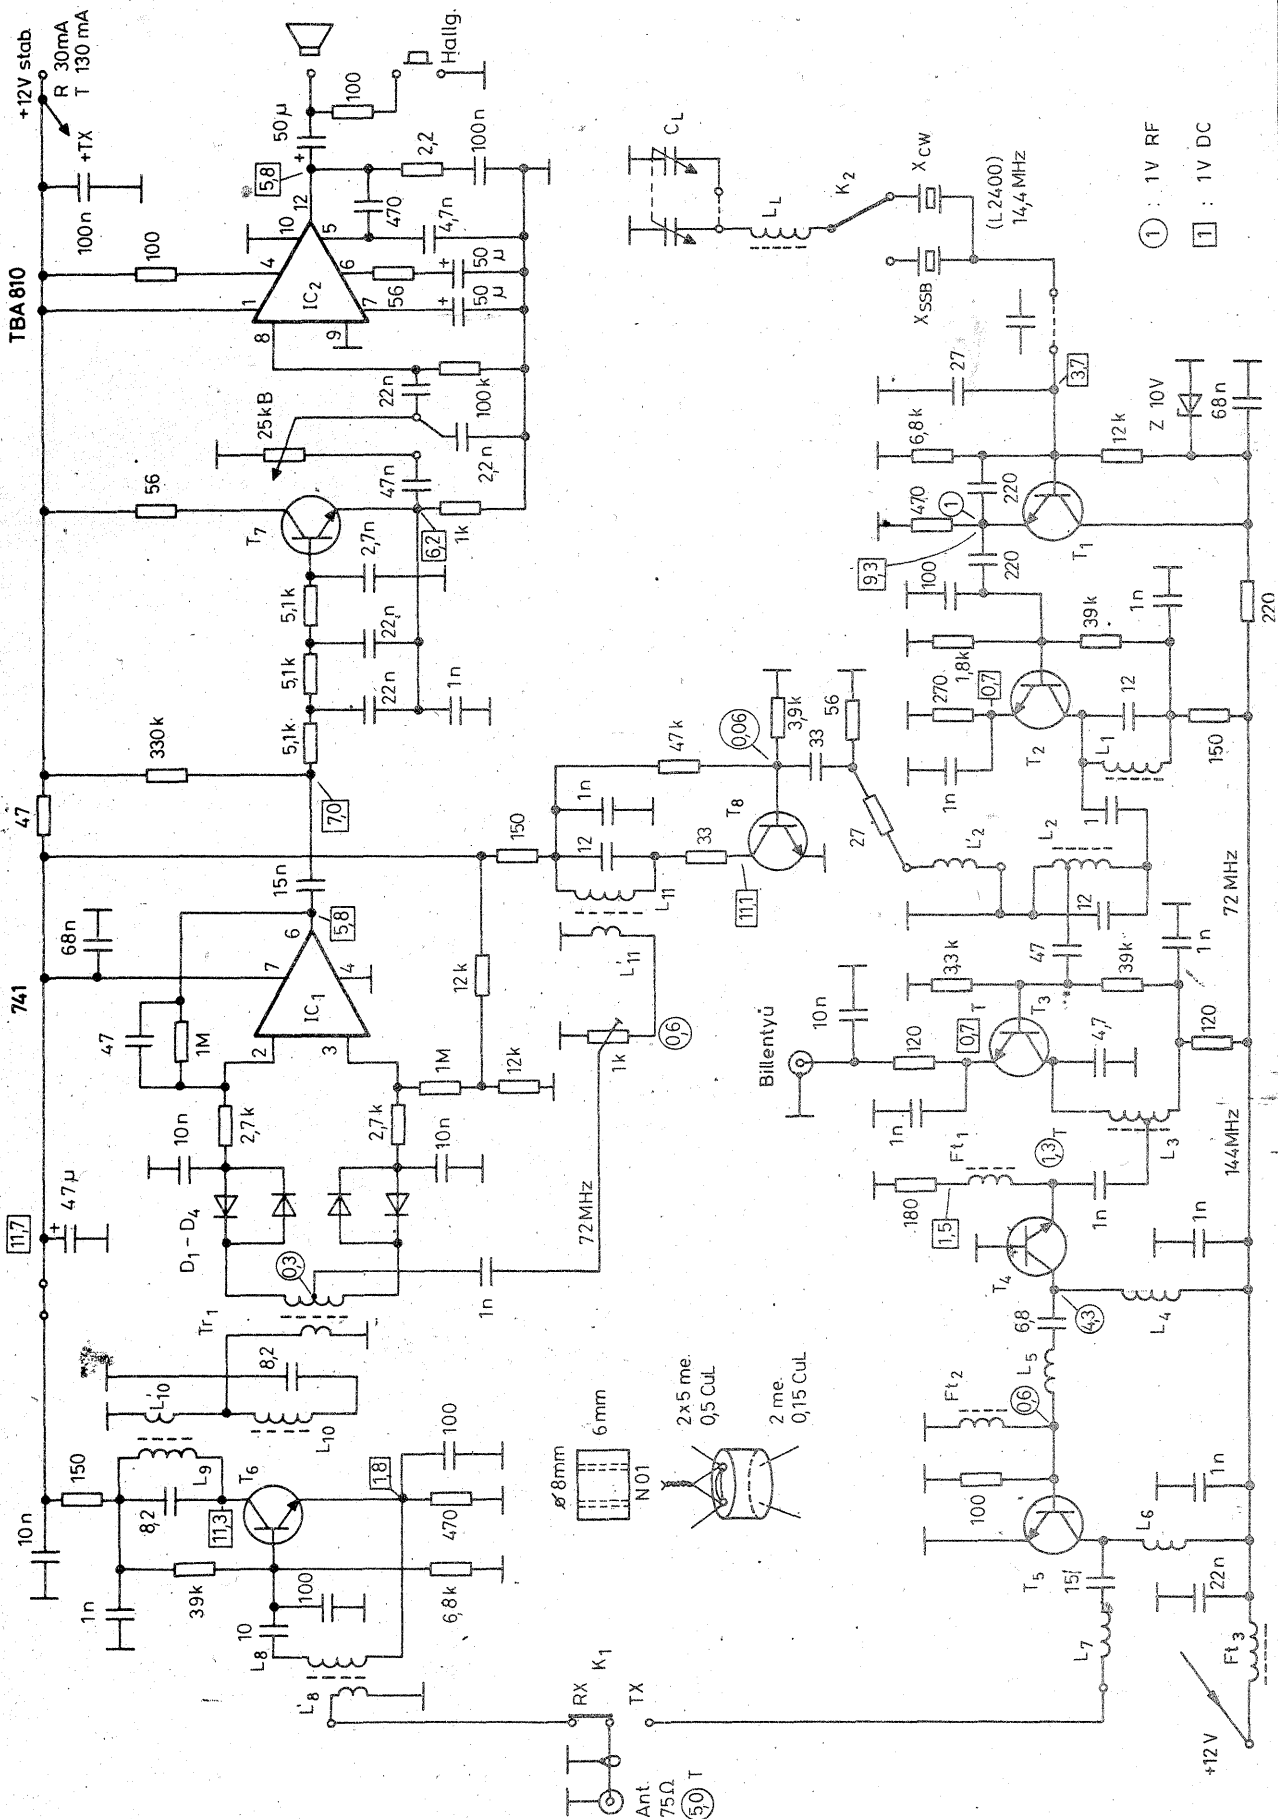 TBA 810
741
+12V stab.
R 30mA
T 130 mA
+TX
100n
11,7
47µ
10n
150
1n
39k
8,2
L9
L'10
L10
8,2
T6
11,3
10
100
L8
L'8
6,8k
470
1,8
100
Tr1
0,3
D1-D4
10n
2,7k
2,7k
10n
47
1M
68n
2
3
7
4
6
IC1
5,8
15n
1M
12k
12k
47
330k
7,0
5,1k
5,1k
5,1k
22n
22n
2,7n
1n
T7
56
6,2
1k
47n
25kB
22n
2,2n
100k
100
8
9
1
4
10
12
5
6
7
IC2
56
50µ
50µ
4,7n
470
5,8
50µ
2,2
100n
100
Hallg.
1n
72MHz
1k
0,6
L'11
L11
12
1n
150
33
11,1
T8
47k
0,06
3,9k
33
56
27
ø8mm
6mm
N01
2x5 me.
0,5 CuL
2 me.
0,15 CuL
RX
K1
TX
Ant.
75Ω
5,0 T
L7
15
T5
100
Ft2
0,6
L5
6,8
4,3
L4
L6
1n
22n
Ft3
+12V
T4
180
1,5
Ft1
1n
1,3 T
L3
1n
144MHz
Billentyű
10n
120
1n
0,7
T
T3
4,7
3,3k
47
39k
120
1n
12
L'2
L2
1
L1
12
150
72MHz
1n
270
0,7
T2
1,8k
39k
1n
100
9,3
220
470
1
220
T1
220
6,8k
12k
27
3,7
Z 10V
68n
XSSB
XCW
(L2400)
14,4 MHz
K2
LL
CL
1 : 1V RF
1 : 1V DC